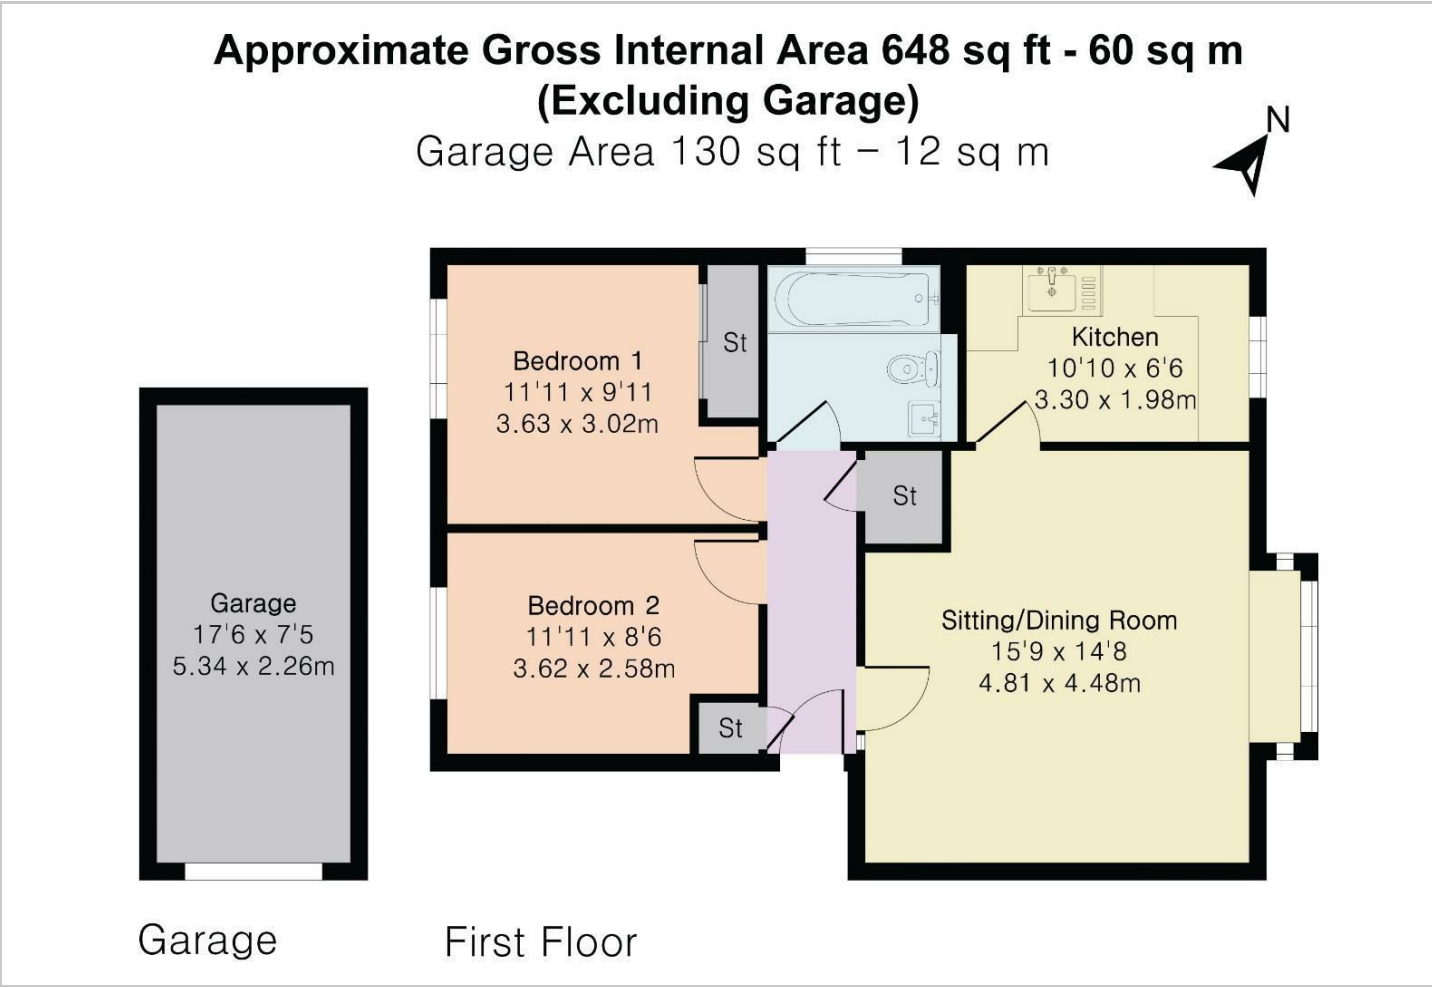 Approximate Gross Internal Area 648 sq ft - 60 sq m
(Excluding Garage)
Garage Area 130 sq ft – 12 sq m
N
Bedroom 1
11'11 x 9'11
3.63 x 3.02m
St
Kitchen
10'10 x 6'6
3.30 x 1.98m
St
Garage
17'6 x 7'5
5.34 x 2.26m
Bedroom 2
11'11 x 8'6
3.62 x 2.58m
St
Sitting/Dining Room
15'9 x 14'8
4.81 x 4.48m
Garage
First Floor